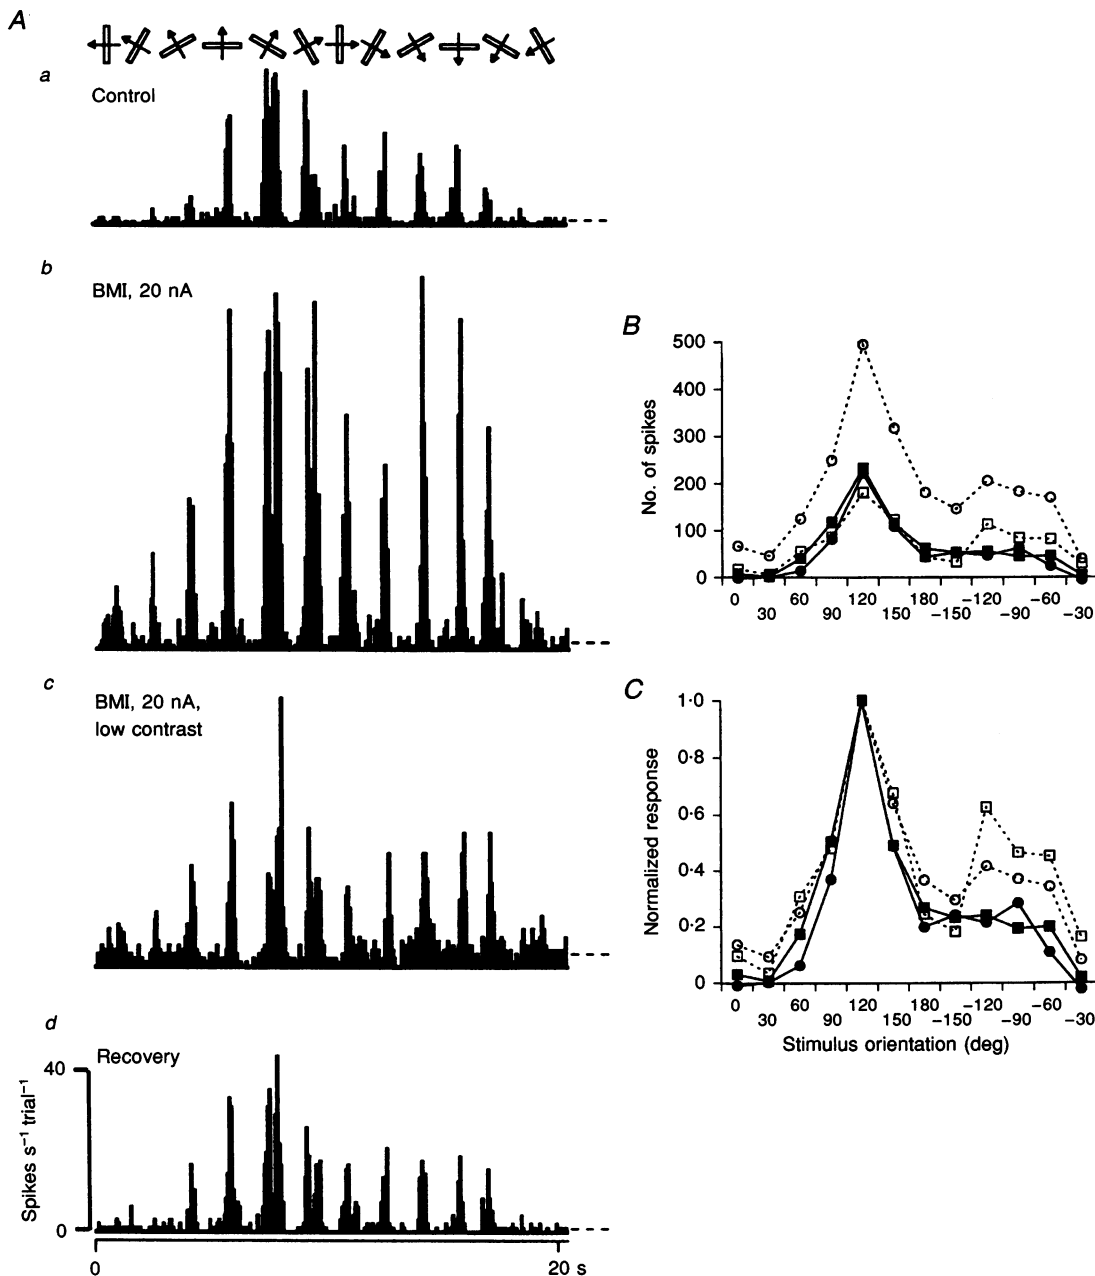 A
a
Control
b
BMI, 20 nA
c
BMI, 20 nA,
low contrast
d
Recovery
40
0
Spikes s⁻¹ trial⁻¹
0
20 s
B
No. of spikes
500
400
300
200
100
0
0 60 120 180 −120 −60
30 90 150 −150 −90 −30
C
Normalized response
1·0
0·8
0·6
0·4
0·2
0
0 60 120 180 −120 −60
30 90 150 −150 −90 −30
Stimulus orientation (deg)